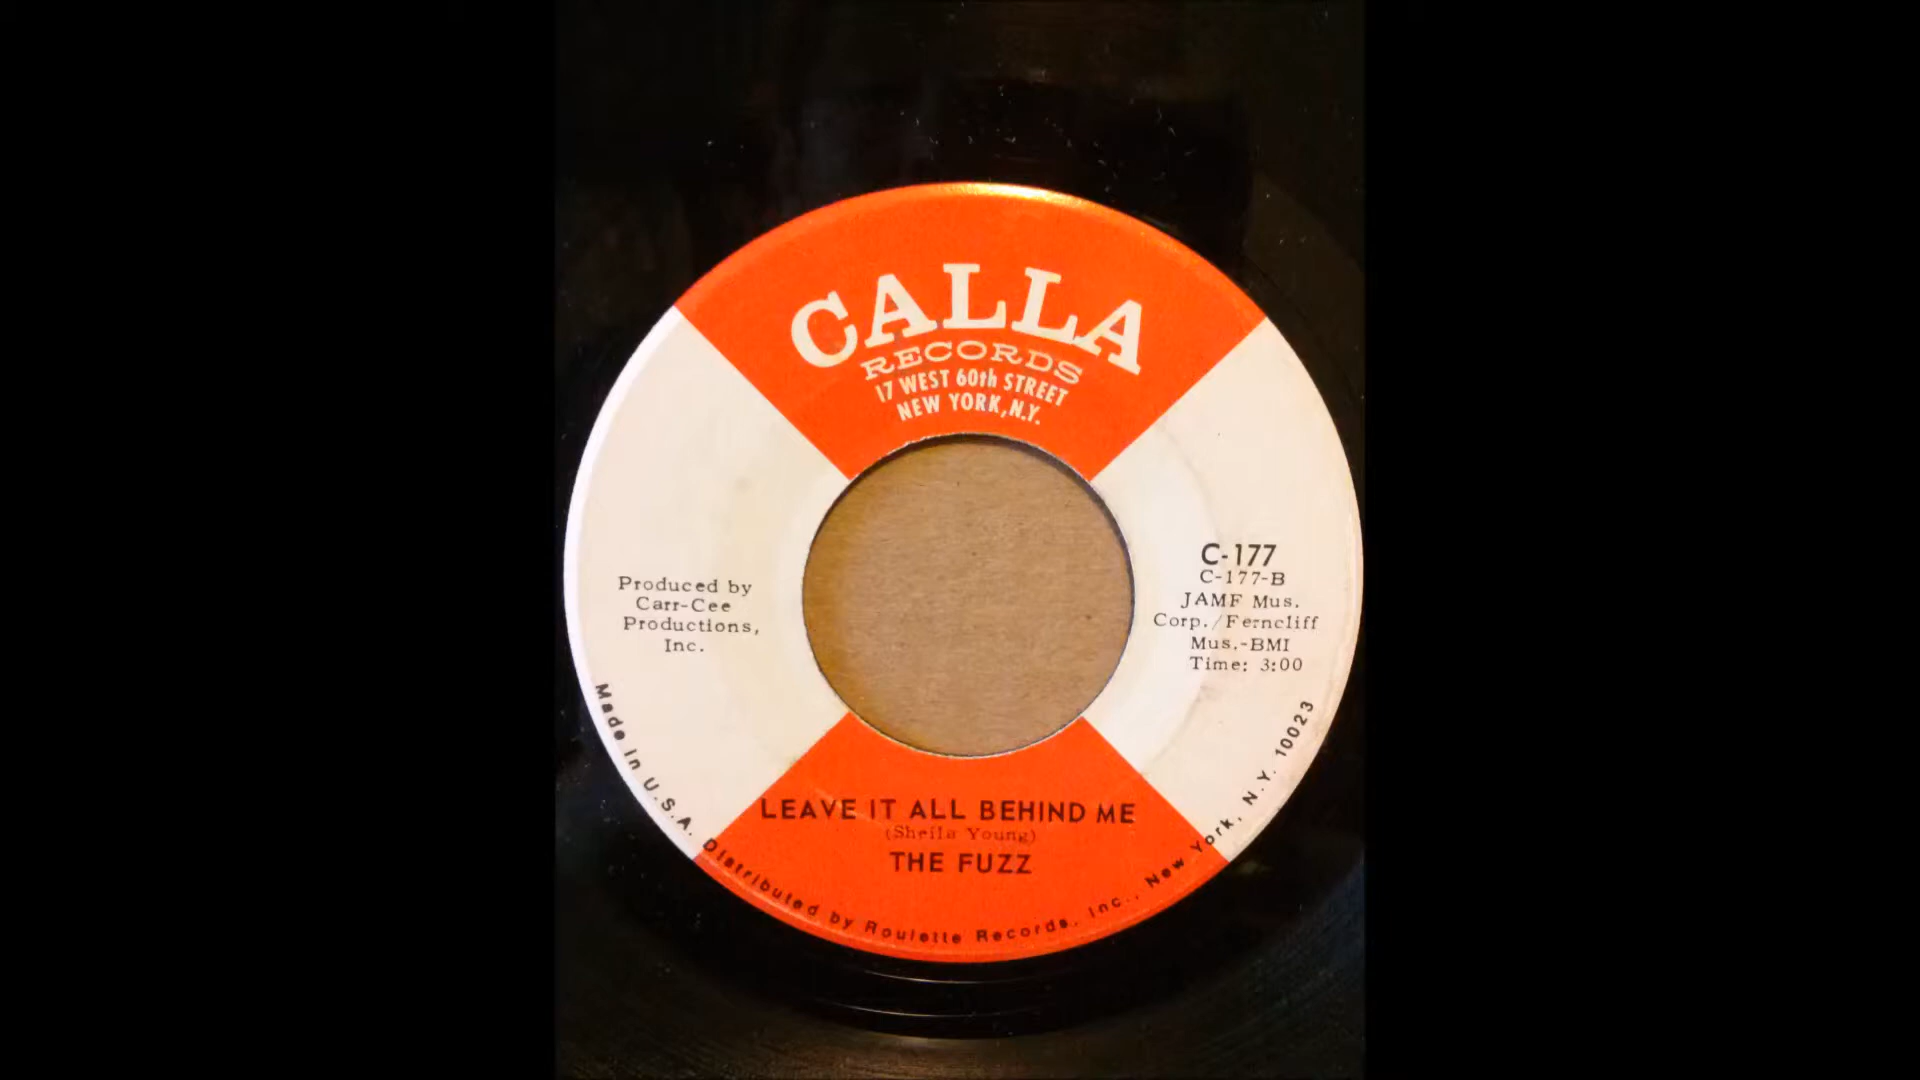 CALLA
RECORDS
17 WEST 60th STREET
NEW YORK, N.Y.
Produced by
Carr-Cee
Productions,
Inc.
C-177
C-177-B
JAMF Mus.
Corp./Ferncliff
Mus.-BMI
Time: 3:00
LEAVE IT ALL BEHIND ME
(Sheila Young)
THE FUZZ
Made in U.S.A. Distributed by Roulette Records, Inc., New York, N.Y. 10023